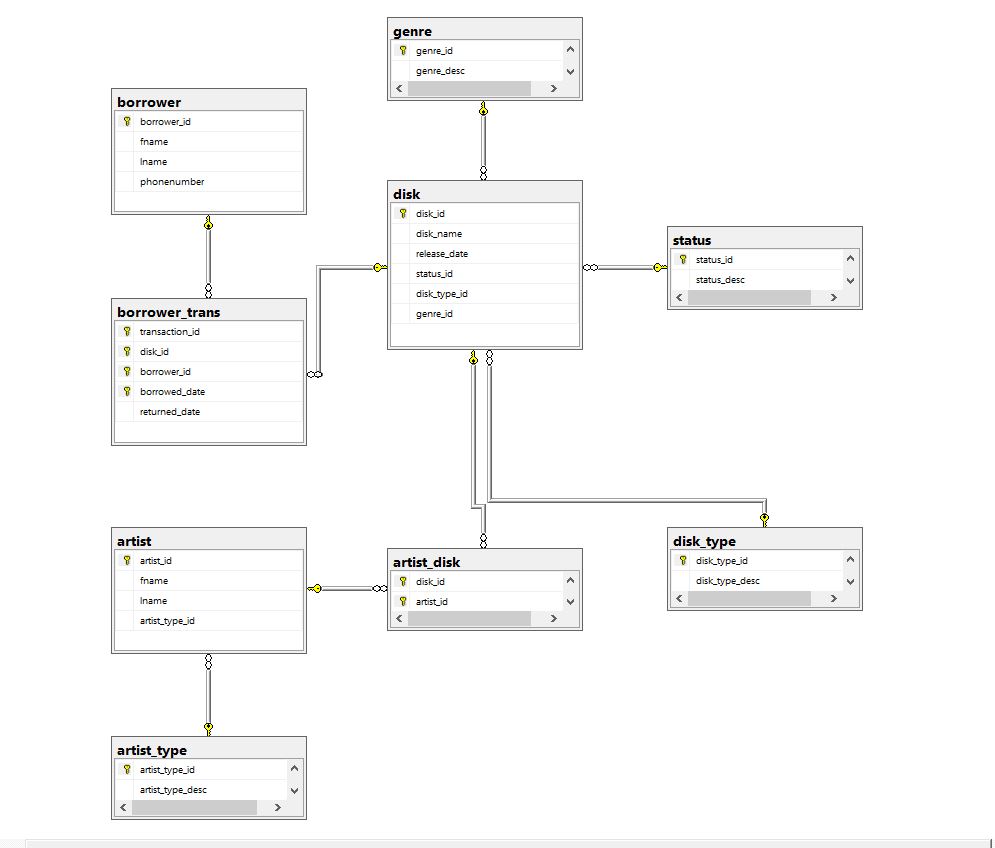 genre
genre_id
genre_desc
borrower
borrower_id
fname
lname
phonenumber
disk
disk_id
disk_name
release_date
status_id
disk_type_id
genre_id
status
status_id
status_desc
borrower_trans
transaction_id
disk_id
borrower_id
borrowed_date
returned_date
artist
artist_id
fname
lname
artist_type_id
artist_disk
disk_id
artist_id
disk_type
disk_type_id
disk_type_desc
artist_type
artist_type_id
artist_type_desc